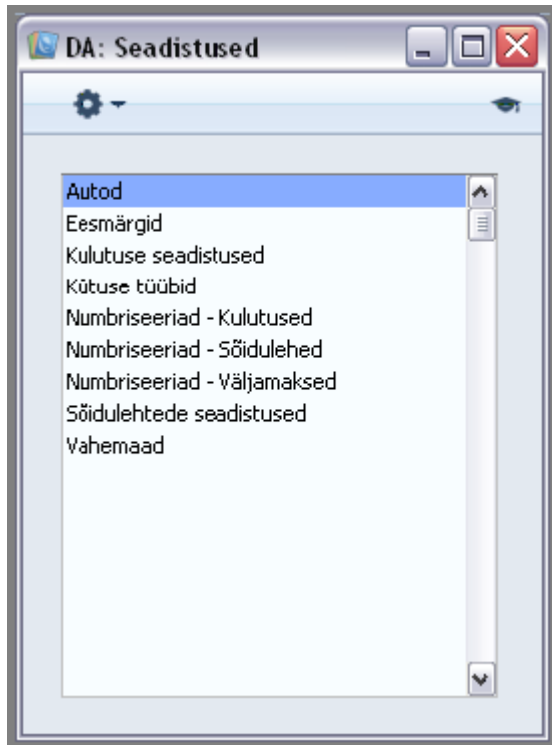 DA: Seadistused
Autod
Eesmärgid
Kulutuse seadistused
Kütuse tüübid
Numbriseeriad - Kulutused
Numbriseeriad - Sõidulehed
Numbriseeriad - Väljamaksed
Sõidulehtede seadistused
Vahemaad